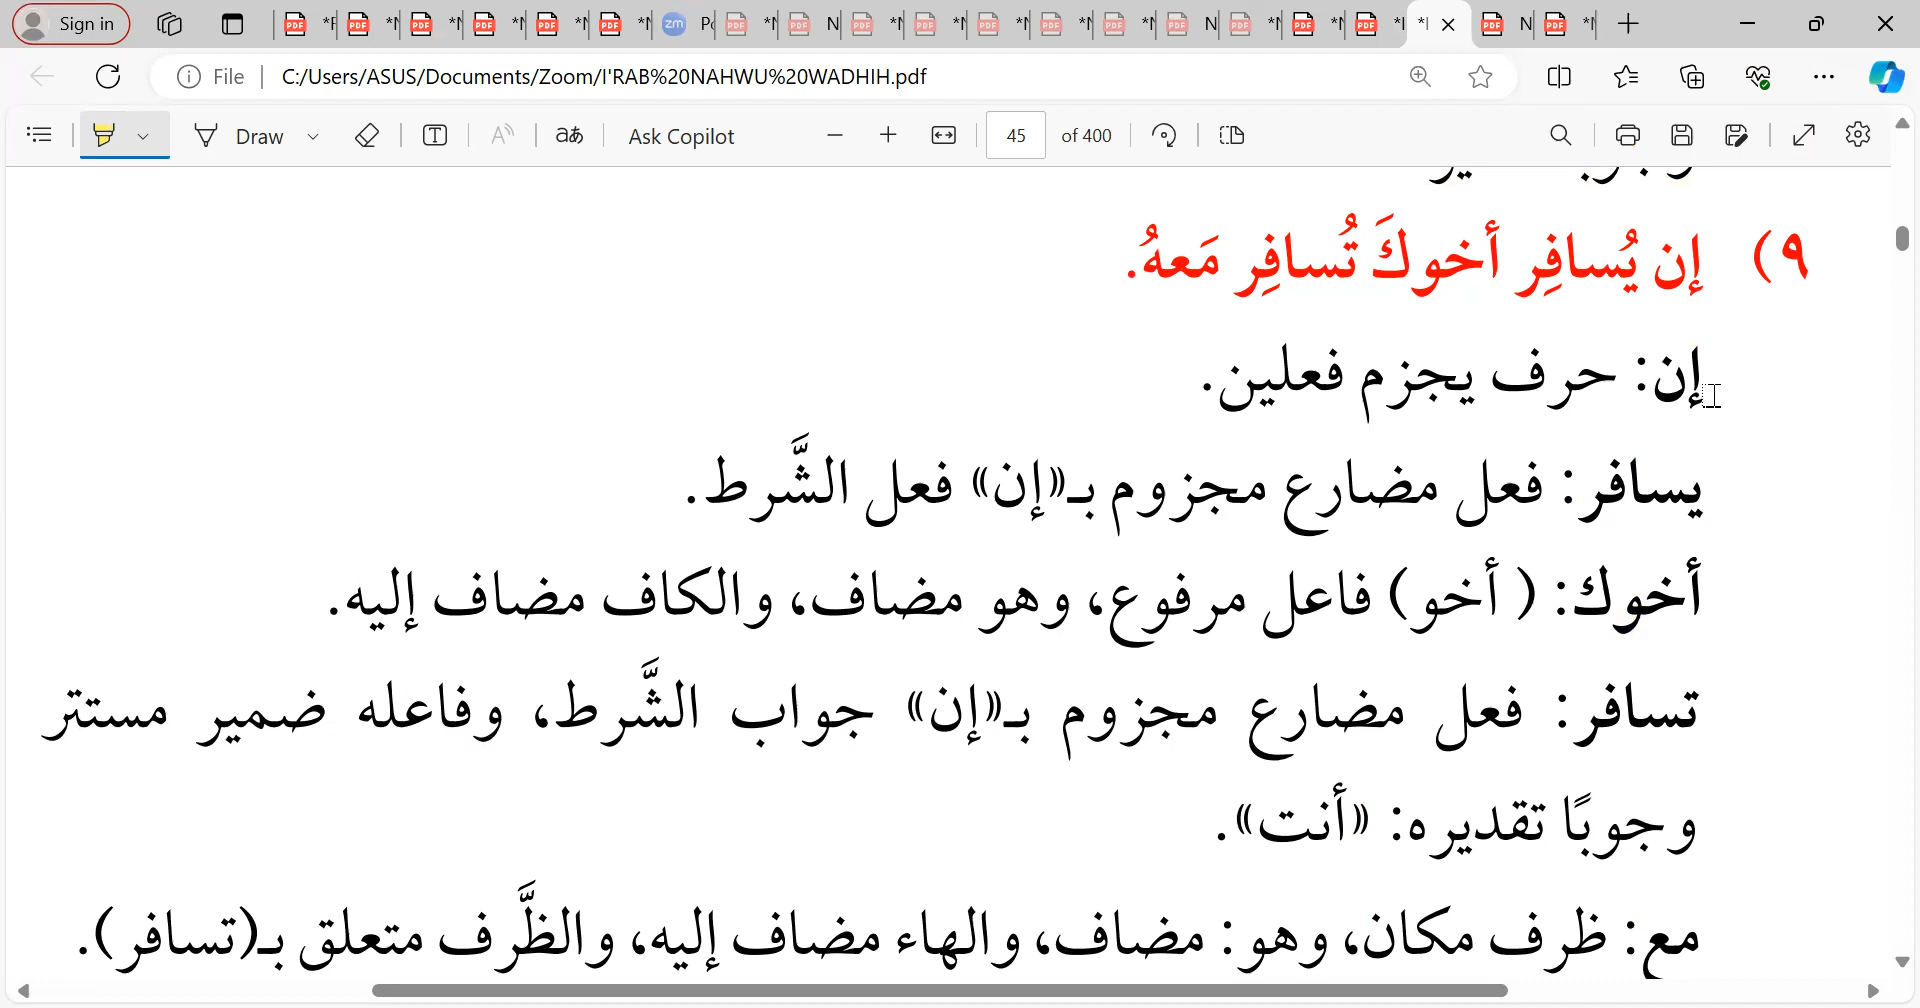 Sign in
*F
*N
*N
*N
*N
*N
Po
*N
N
*N
*N
*N
*N
*N
N
*N
*N
*I
*I
N
*N
File
C:/Users/ASUS/Documents/Zoom/I'RAB%20NAHWU%20WADHIH.pdf
Draw
Ask Copilot
45
of 400
٩) إن يُسافِر أخوكَ تُسافِر مَعهُ.
إن: حرف يجزم فعلين.
يسافر: فعل مضارع مجزوم بـ«إن» فعل الشَّرط.
أخوك: ( أخو) فاعل مرفوع، وهو مضاف، والكاف مضاف إليه.
تسافر: فعل مضارع مجزوم بـ«إن» جواب الشَّرط، وفاعله ضمير مستتر
وجوبًا تقديره: «أنت».
مع: ظرف مكان، وهو: مضاف، والهاء مضاف إليه، والظَّرف متعلق بـ(تسافر).